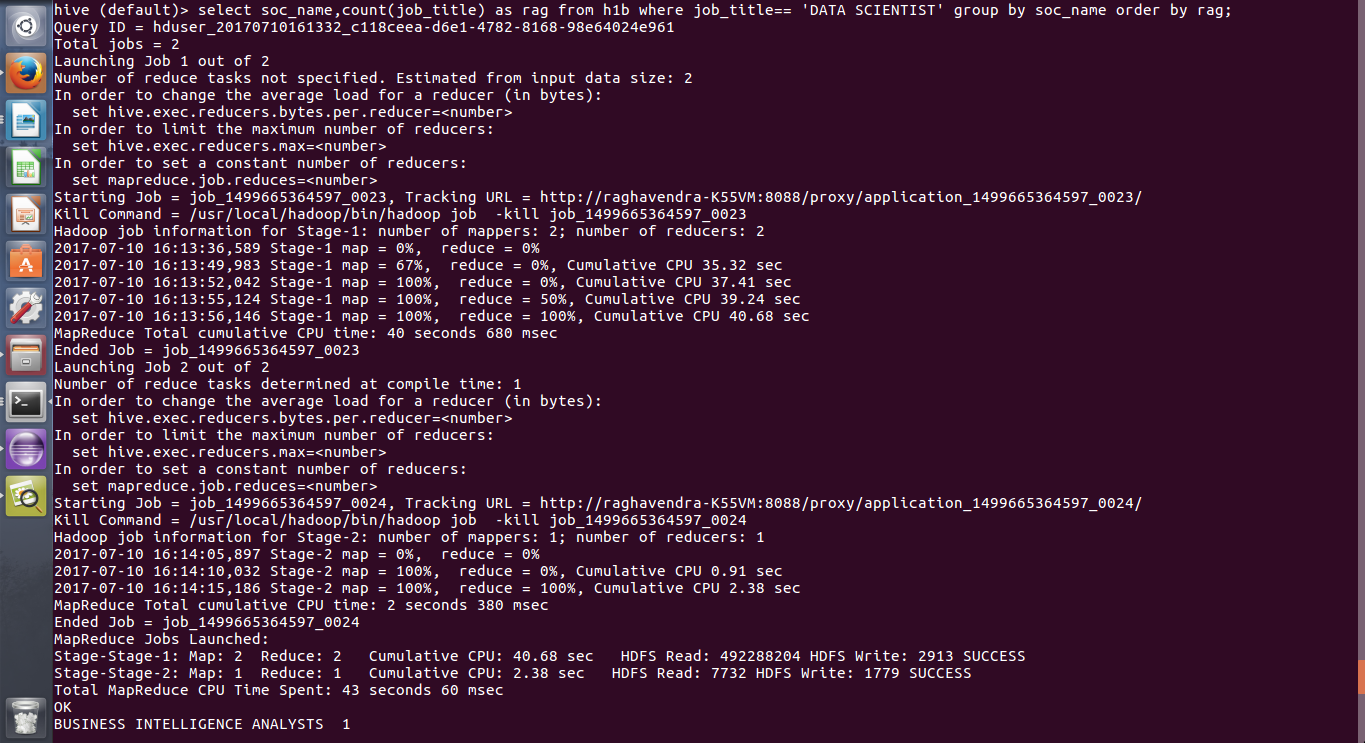 hive (default)> select soc_name,count(job_title) as rag from h1b where job_title== 'DATA SCIENTIST' group by soc_name order by rag;
Query ID = hduser_20170710161332_c118ceea-d6e1-4782-8168-98e64024e961
Total jobs = 2
Launching Job 1 out of 2
Number of reduce tasks not specified. Estimated from input data size: 2
In order to change the average load for a reducer (in bytes):
  set hive.exec.reducers.bytes.per.reducer=<number>
In order to limit the maximum number of reducers:
  set hive.exec.reducers.max=<number>
In order to set a constant number of reducers:
  set mapreduce.job.reduces=<number>
Starting Job = job_1499665364597_0023, Tracking URL = http://raghavendra-K55VM:8088/proxy/application_1499665364597_0023/
Kill Command = /usr/local/hadoop/bin/hadoop job  -kill job_1499665364597_0023
Hadoop job information for Stage-1: number of mappers: 2; number of reducers: 2
2017-07-10 16:13:36,589 Stage-1 map = 0%,  reduce = 0%
2017-07-10 16:13:49,983 Stage-1 map = 67%,  reduce = 0%, Cumulative CPU 35.32 sec
2017-07-10 16:13:52,042 Stage-1 map = 100%,  reduce = 0%, Cumulative CPU 37.41 sec
2017-07-10 16:13:55,124 Stage-1 map = 100%,  reduce = 50%, Cumulative CPU 39.24 sec
2017-07-10 16:13:56,146 Stage-1 map = 100%,  reduce = 100%, Cumulative CPU 40.68 sec
MapReduce Total cumulative CPU time: 40 seconds 680 msec
Ended Job = job_1499665364597_0023
Launching Job 2 out of 2
Number of reduce tasks determined at compile time: 1
In order to change the average load for a reducer (in bytes):
  set hive.exec.reducers.bytes.per.reducer=<number>
In order to limit the maximum number of reducers:
  set hive.exec.reducers.max=<number>
In order to set a constant number of reducers:
  set mapreduce.job.reduces=<number>
Starting Job = job_1499665364597_0024, Tracking URL = http://raghavendra-K55VM:8088/proxy/application_1499665364597_0024/
Kill Command = /usr/local/hadoop/bin/hadoop job  -kill job_1499665364597_0024
Hadoop job information for Stage-2: number of mappers: 1; number of reducers: 1
2017-07-10 16:14:05,897 Stage-2 map = 0%,  reduce = 0%
2017-07-10 16:14:10,032 Stage-2 map = 100%,  reduce = 0%, Cumulative CPU 0.91 sec
2017-07-10 16:14:15,186 Stage-2 map = 100%,  reduce = 100%, Cumulative CPU 2.38 sec
MapReduce Total cumulative CPU time: 2 seconds 380 msec
Ended Job = job_1499665364597_0024
MapReduce Jobs Launched:
Stage-Stage-1: Map: 2  Reduce: 2   Cumulative CPU: 40.68 sec   HDFS Read: 492288204 HDFS Write: 2913 SUCCESS
Stage-Stage-2: Map: 1  Reduce: 1   Cumulative CPU: 2.38 sec   HDFS Read: 7732 HDFS Write: 1779 SUCCESS
Total MapReduce CPU Time Spent: 43 seconds 60 msec
OK
BUSINESS INTELLIGENCE ANALYSTS  1